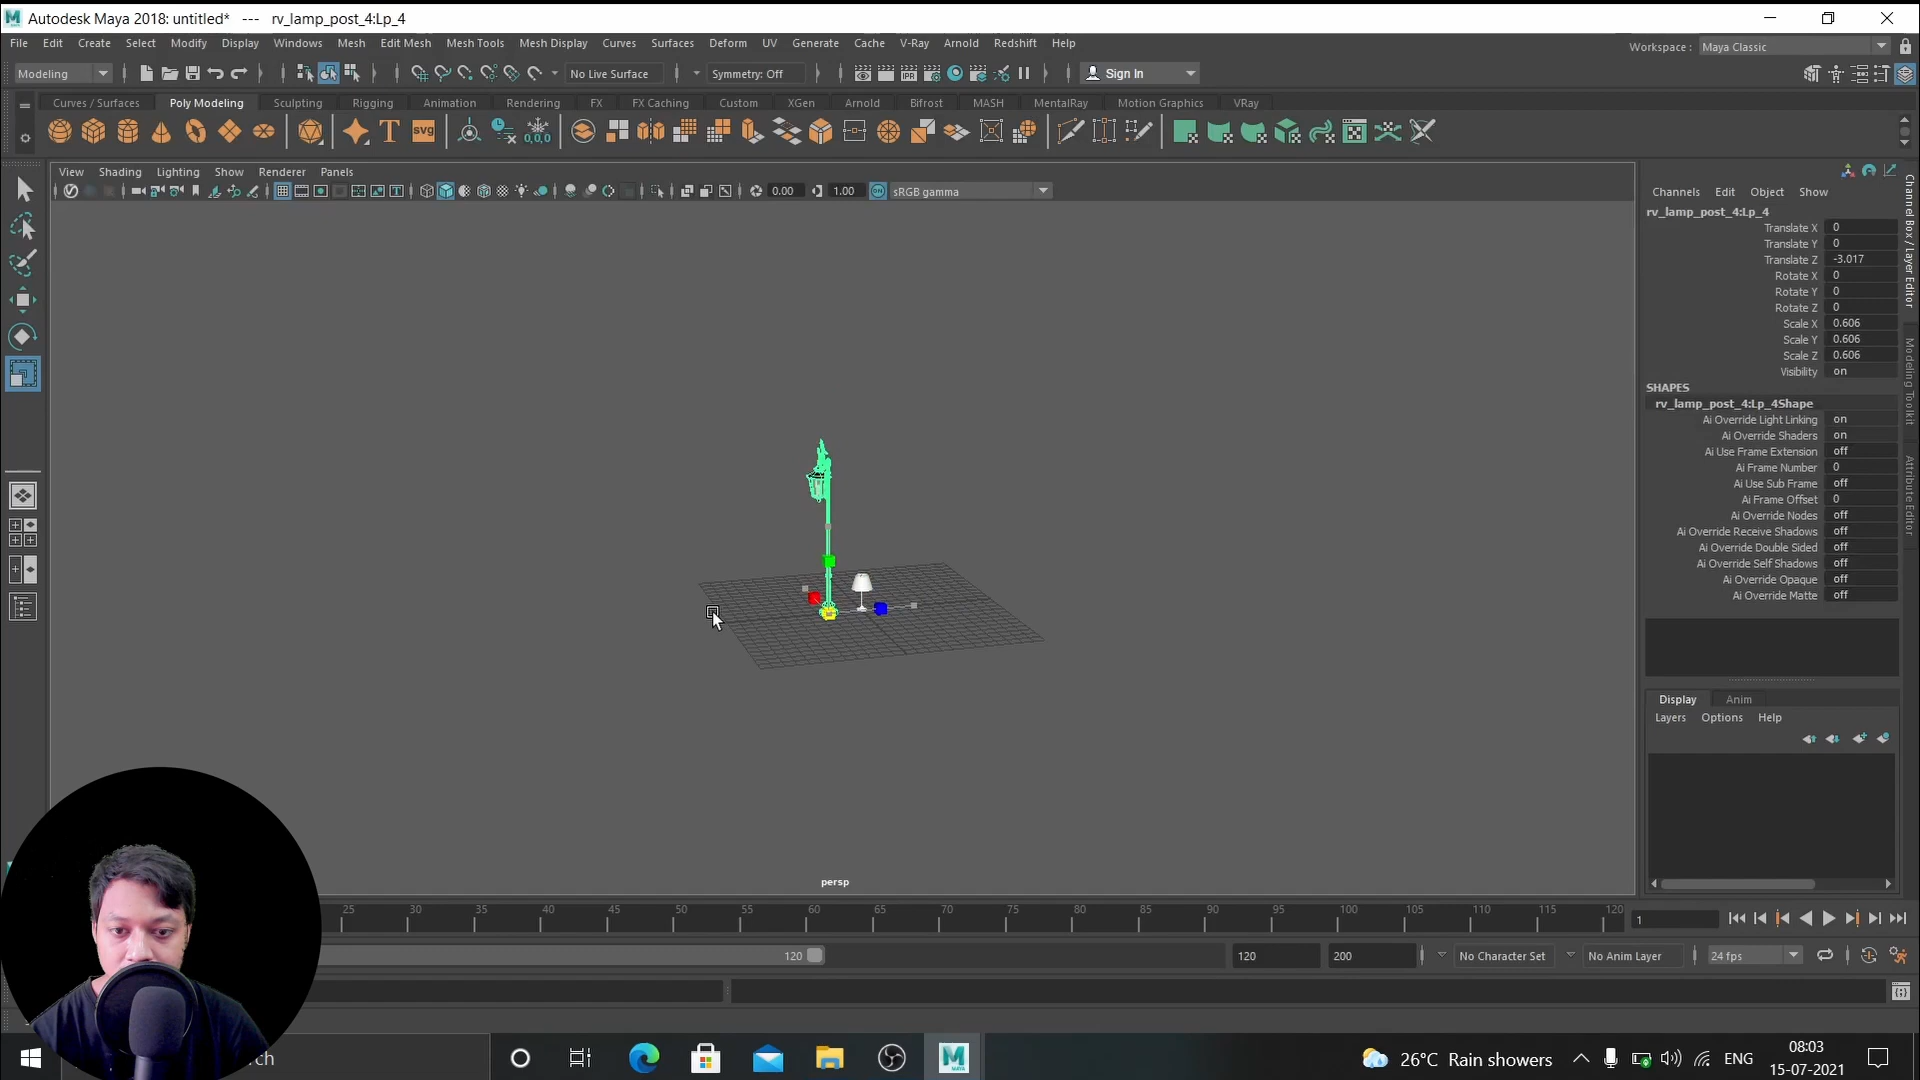 Autodesk Maya 2018: untitled* --- rv_lamp_post_4:Lp_4
File Edit Create Select Modify Display Windows Mesh Edit Mesh Mesh Tools Mesh Display Curves Surfaces Deform UV Generate Cache V-Ray Arnold Redshift Help
Workspace : Maya Classic
Modeling No Live Surface Symmetry: Off IPR Sign In
Curves / Surfaces Poly Modeling Sculpting Rigging Animation Rendering FX FX Caching Custom XGen Arnold Bifrost MASH MentalRay Motion Graphics VRay
T svg 0,0,0
View Shading Lighting Show Renderer Panels
0.00 1.00 ON sRGB gamma
Channels Edit Object Show
rv_lamp_post_4:Lp_4
Translate X 0
Translate Y 0
Translate Z -3.017
Rotate X 0
Rotate Y 0
Rotate Z 0
Scale X 0.606
Scale Y 0.606
Scale Z 0.606
Visibility on
SHAPES
rv_lamp_post_4:Lp_4Shape
Ai Override Light Linking on
Ai Override Shaders on
Ai Use Frame Extension off
Ai Frame Number 0
Ai Use Sub Frame off
Ai Frame Offset 0
Ai Override Nodes off
Ai Override Receive Shadows off
Ai Override Double Sided off
Ai Override Self Shadows off
Ai Override Opaque off
Ai Override Matte off
Channel Box / Layer Editor
Modeling Toolkit
Attribute Editor
Display Anim
Layers Options Help
persp
25 30 35 40 45 50 55 60 65 70 75 80 85 90 95 100 105 110 115 120
1
120 120 200 No Character Set No Anim Layer 24 fps
rch
26°C Rain showers ENG 08:03
15-07-2021